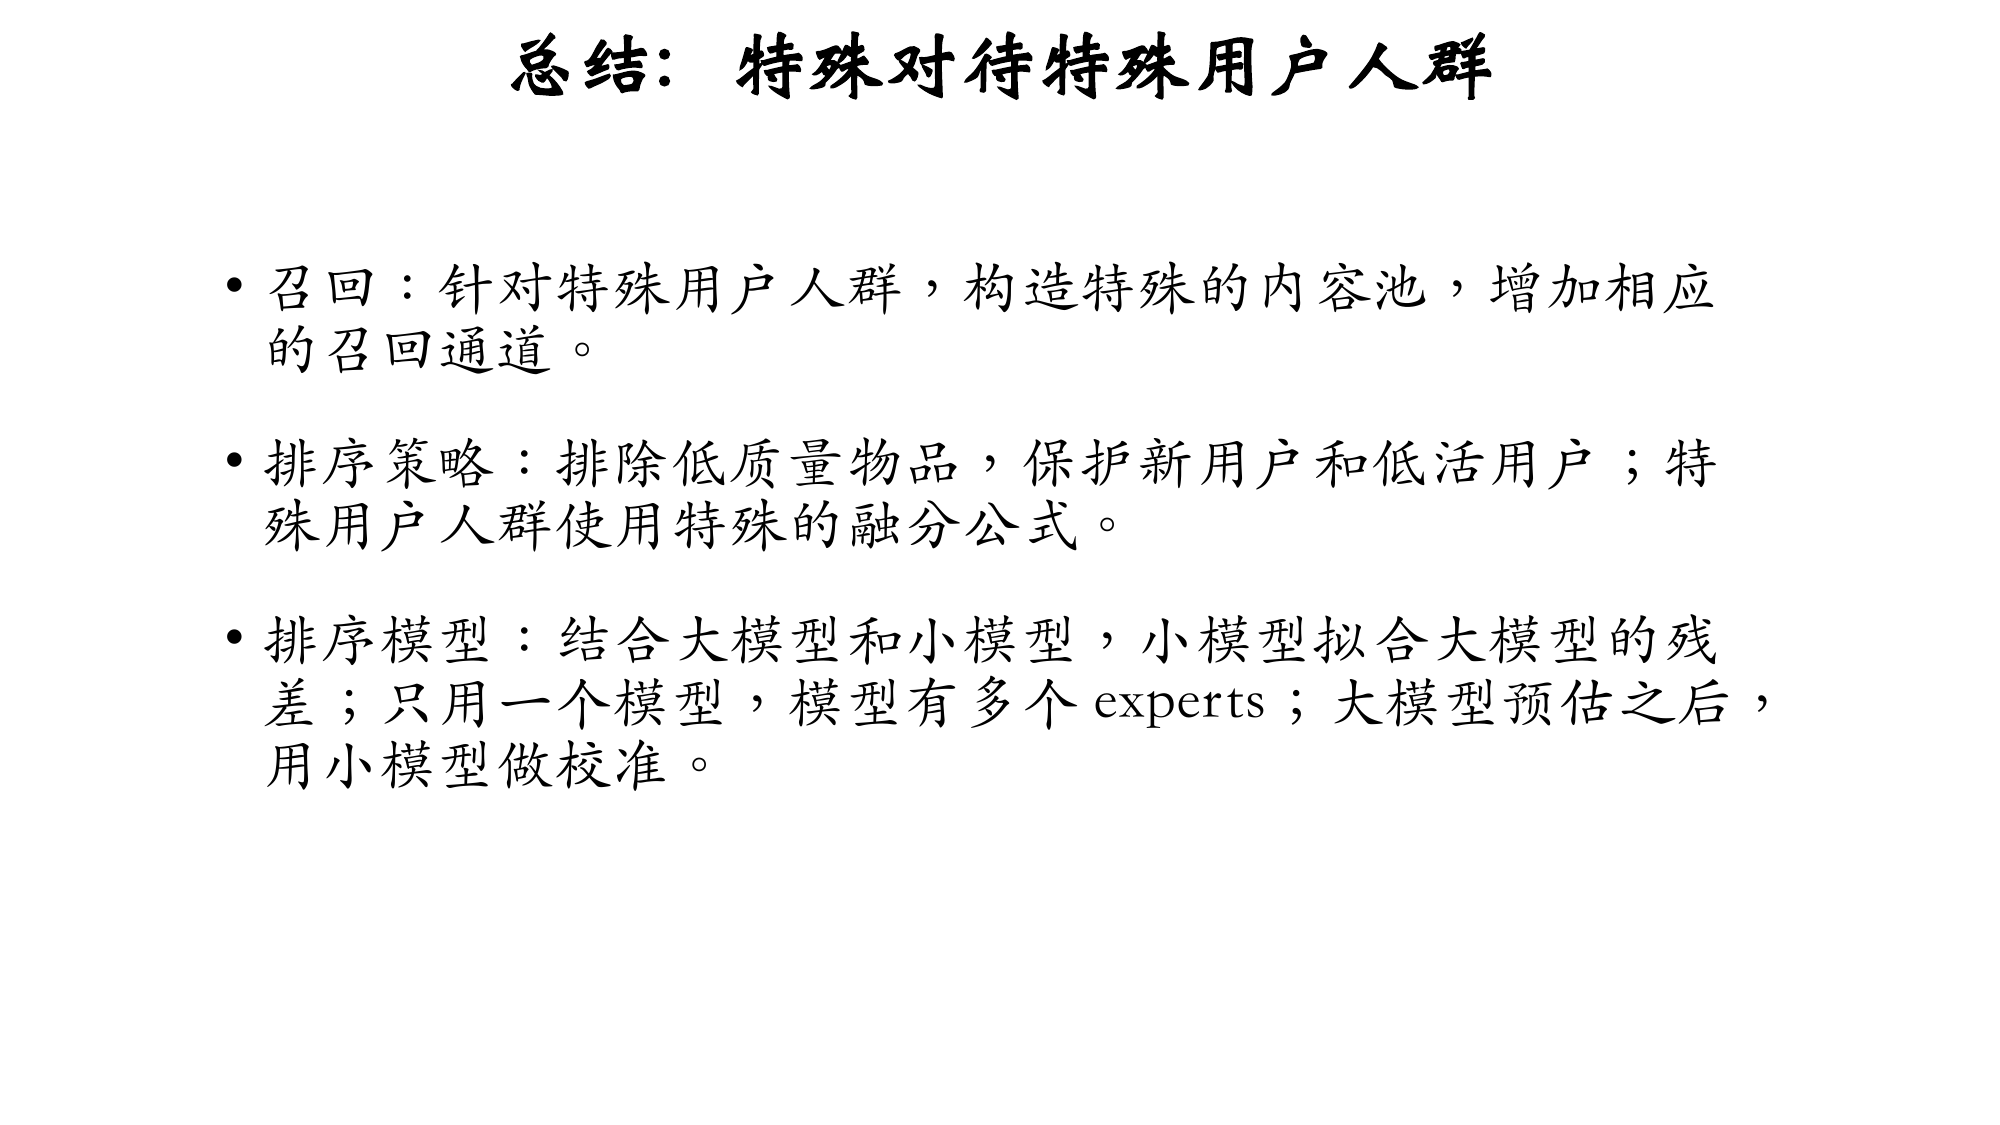 总结：特殊对待特殊用户人群
• 召回：针对特殊用户人群，构造特殊的内容池，增加相应
的召回通道。
• 排序策略：排除低质量物品，保护新用户和低活用户；特
殊用户人群使用特殊的融分公式。
• 排序模型：结合大模型和小模型，小模型拟合大模型的残
差；只用一个模型，模型有多个 experts；大模型预估之后，
用小模型做校准。